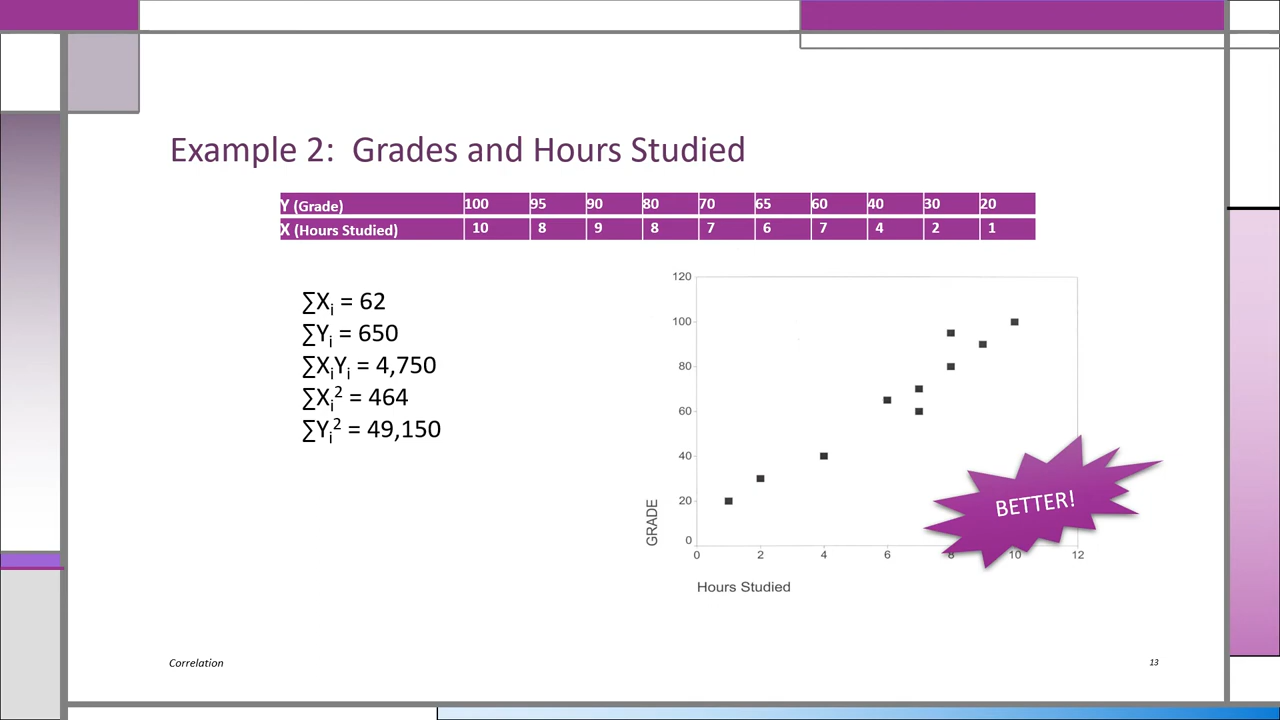 Example 2:  Grades and Hours Studied
Y (Grade) 100 95 90 80 70 65 60 40 30 20
X (Hours Studied) 10 8 9 8 7 6 7 4 2 1
∑Xi = 62
∑Yi = 650
∑XiYi = 4,750
∑Xi² = 464
∑Yi² = 49,150
120
100
80
60
40
20
0
GRADE
0 2 4 6 8 10 12
Hours Studied
BETTER!
Correlation
13